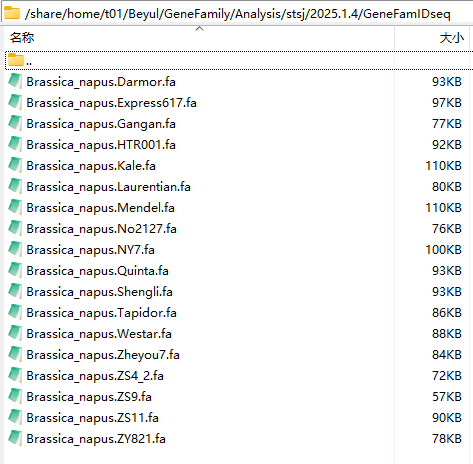 /share/home/t01/Beyul/GeneFamily/Analysis/stsj/2025.1.4/GeneFamIDseq
名称 大小
..
Brassica_napus.Darmor.fa 93KB
Brassica_napus.Express617.fa 97KB
Brassica_napus.Gangan.fa 77KB
Brassica_napus.HTR001.fa 92KB
Brassica_napus.Kale.fa 110KB
Brassica_napus.Laurentian.fa 80KB
Brassica_napus.Mendel.fa 110KB
Brassica_napus.No2127.fa 76KB
Brassica_napus.NY7.fa 100KB
Brassica_napus.Quinta.fa 93KB
Brassica_napus.Shengli.fa 93KB
Brassica_napus.Tapidor.fa 86KB
Brassica_napus.Westar.fa 88KB
Brassica_napus.Zheyou7.fa 84KB
Brassica_napus.ZS4_2.fa 72KB
Brassica_napus.ZS9.fa 57KB
Brassica_napus.ZS11.fa 90KB
Brassica_napus.ZY821.fa 78KB